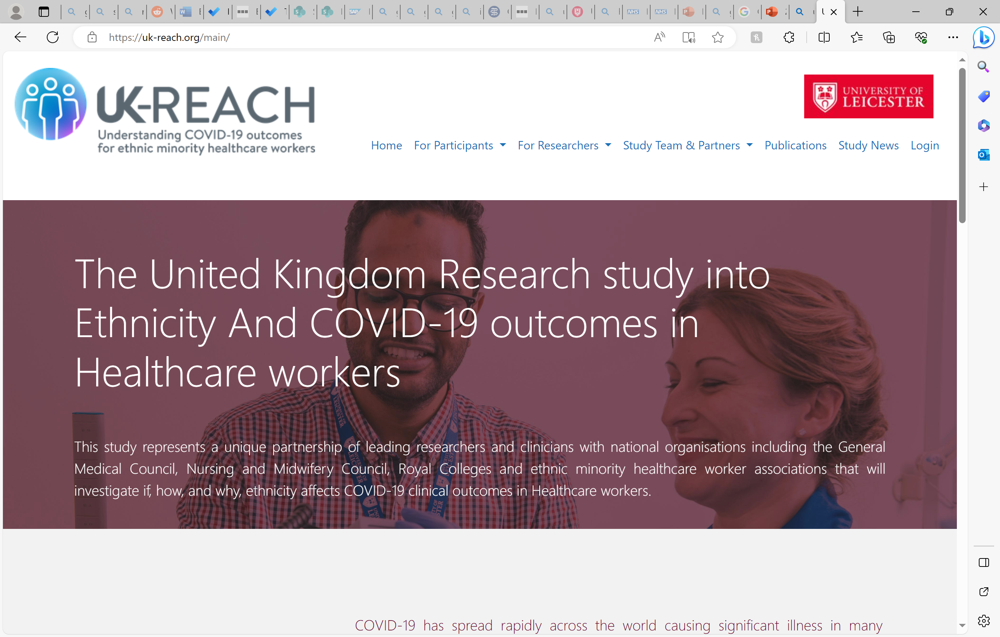 https://uk-reach.org/main/
UK-REACH
Understanding COVID-19 outcomes
for ethnic minority healthcare workers
UNIVERSITY OF
LEICESTER
Home For Participants For Researchers Study Team & Partners Publications Study News Login
The United Kingdom Research study into
Ethnicity And COVID-19 outcomes in
Healthcare workers
This study represents a unique partnership of leading researchers and clinicians with national organisations including the General
Medical Council, Nursing and Midwifery Council, Royal Colleges and ethnic minority healthcare worker associations that will
investigate if, how, and why, ethnicity affects COVID-19 clinical outcomes in Healthcare workers.
COVID-19 has spread rapidly across the world causing significant illness in many